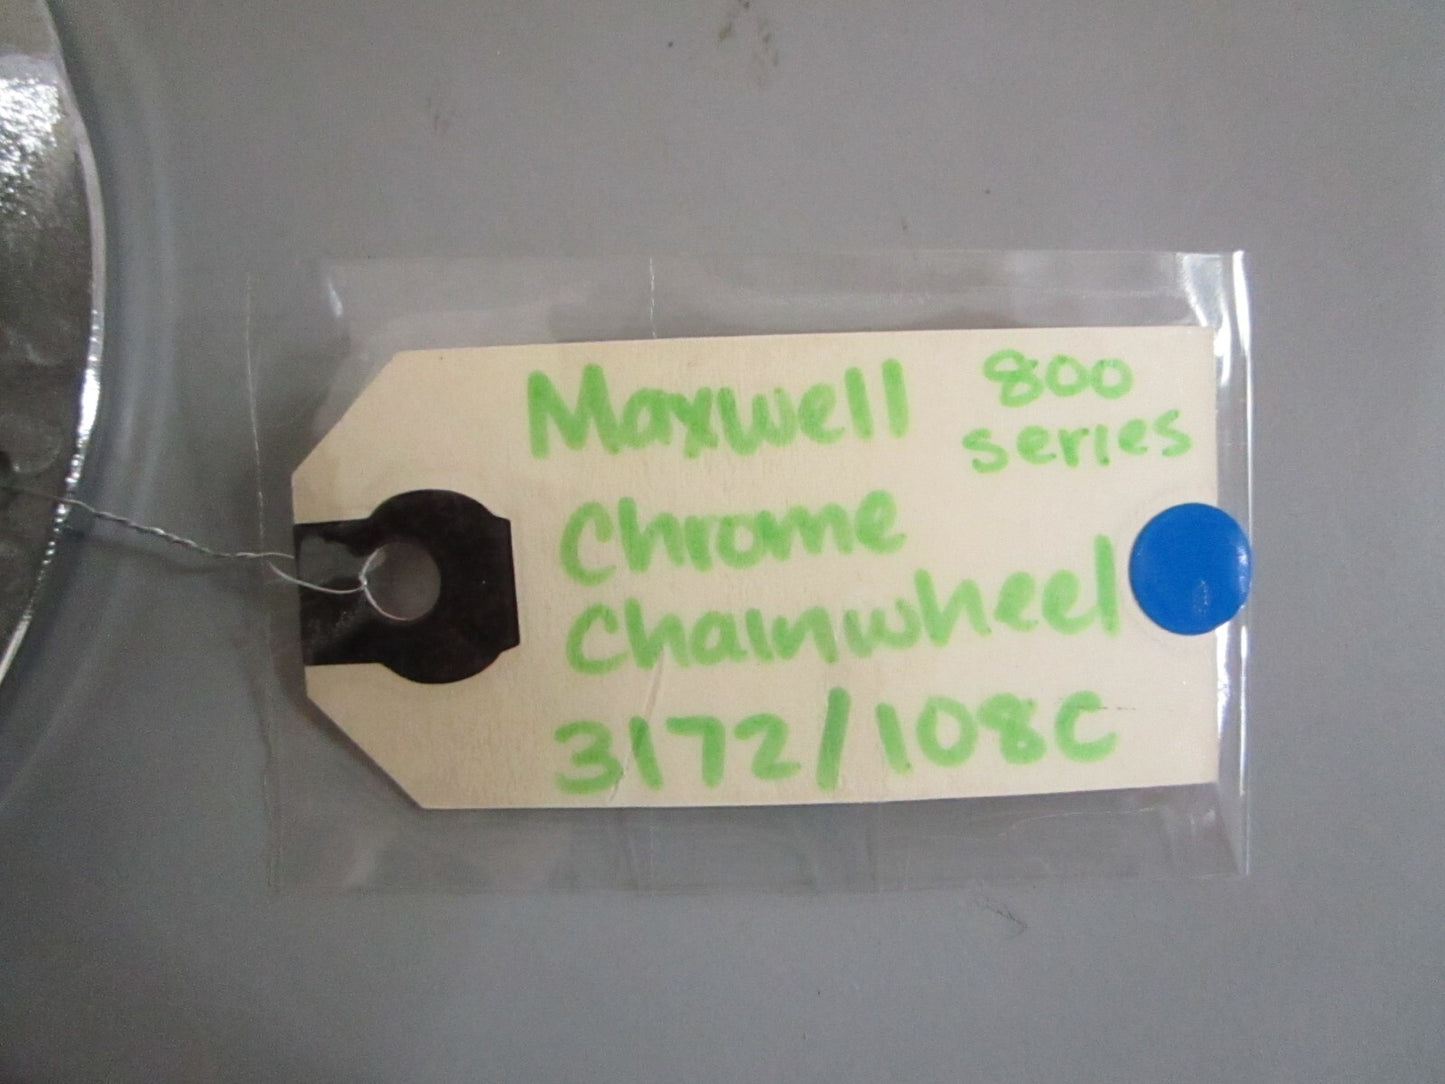 Maxwell 800
series
Chrome
Chainwheel
3172/108C